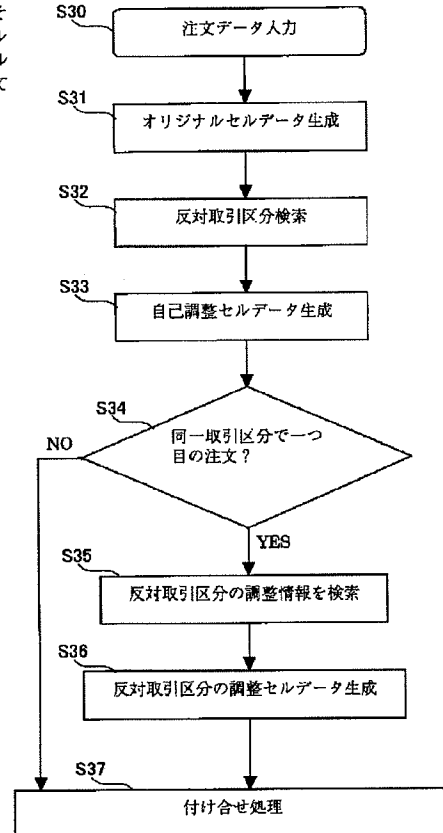 そ
ル
ル
て
S30
注文データ入力
S31
オリジナルセルデータ生成
S32
反対取引区分検索
S33
自己調整セルデータ生成
S34
同一取引区分で一つ
目の注文？
NO
YES
S35
反対取引区分の調整情報を検索
S36
反対取引区分の調整セルデータ生成
S37
付け合せ処理